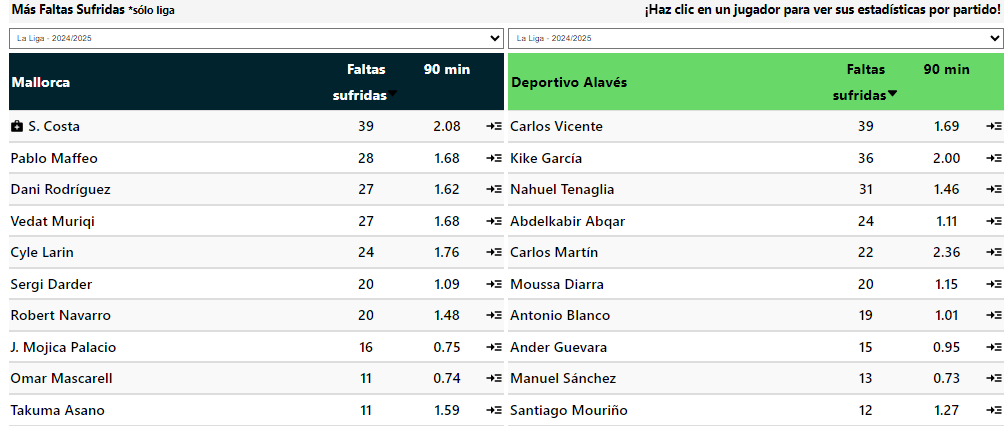 Más Faltas Sufridas *sólo liga
¡Haz clic en un jugador para ver sus estadísticas por partido!
La Liga - 2024/2025
La Liga - 2024/2025
Mallorca Faltas sufridas 90 min
S. Costa 39 2.08
Pablo Maffeo 28 1.68
Dani Rodríguez 27 1.62
Vedat Muriqi 27 1.68
Cyle Larin 24 1.76
Sergi Darder 20 1.09
Robert Navarro 20 1.48
J. Mojica Palacio 16 0.75
Omar Mascarell 11 0.74
Takuma Asano 11 1.59
Deportivo Alavés Faltas sufridas 90 min
Carlos Vicente 39 1.69
Kike García 36 2.00
Nahuel Tenaglia 31 1.46
Abdelkabir Abqar 24 1.11
Carlos Martín 22 2.36
Moussa Diarra 20 1.15
Antonio Blanco 19 1.01
Ander Guevara 15 0.95
Manuel Sánchez 13 0.73
Santiago Mouriño 12 1.27